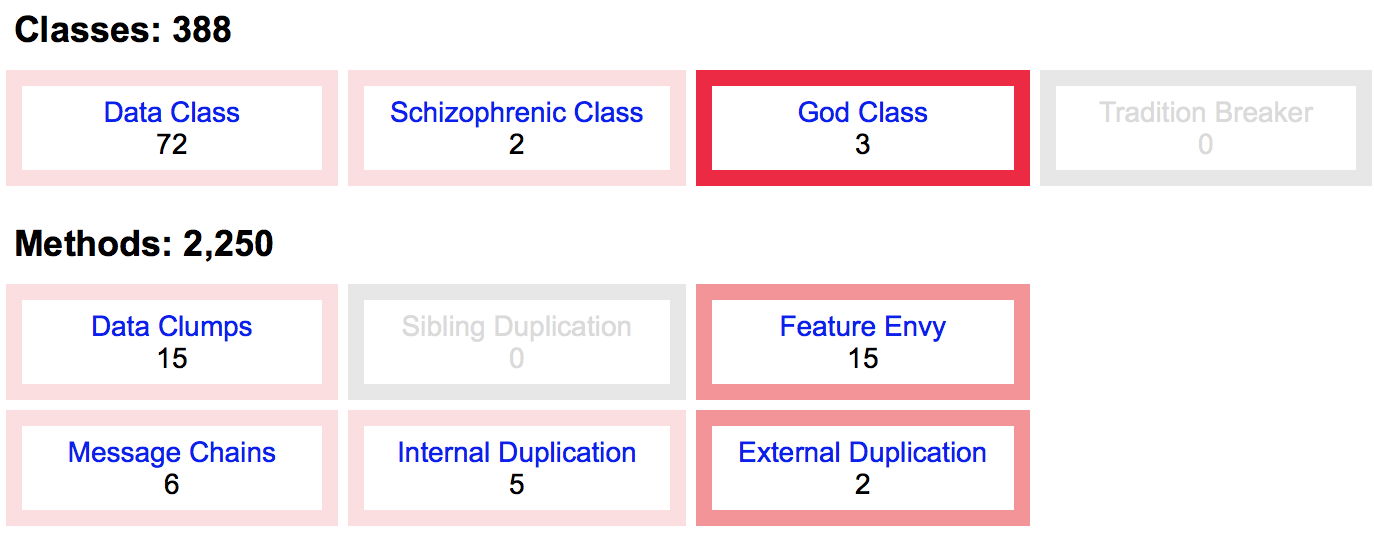 Classes: 388
Data Class
72
Schizophrenic Class
2
God Class
3
Tradition Breaker
0
Methods: 2,250
Data Clumps
15
Sibling Duplication
0
Feature Envy
15
Message Chains
6
Internal Duplication
5
External Duplication
2